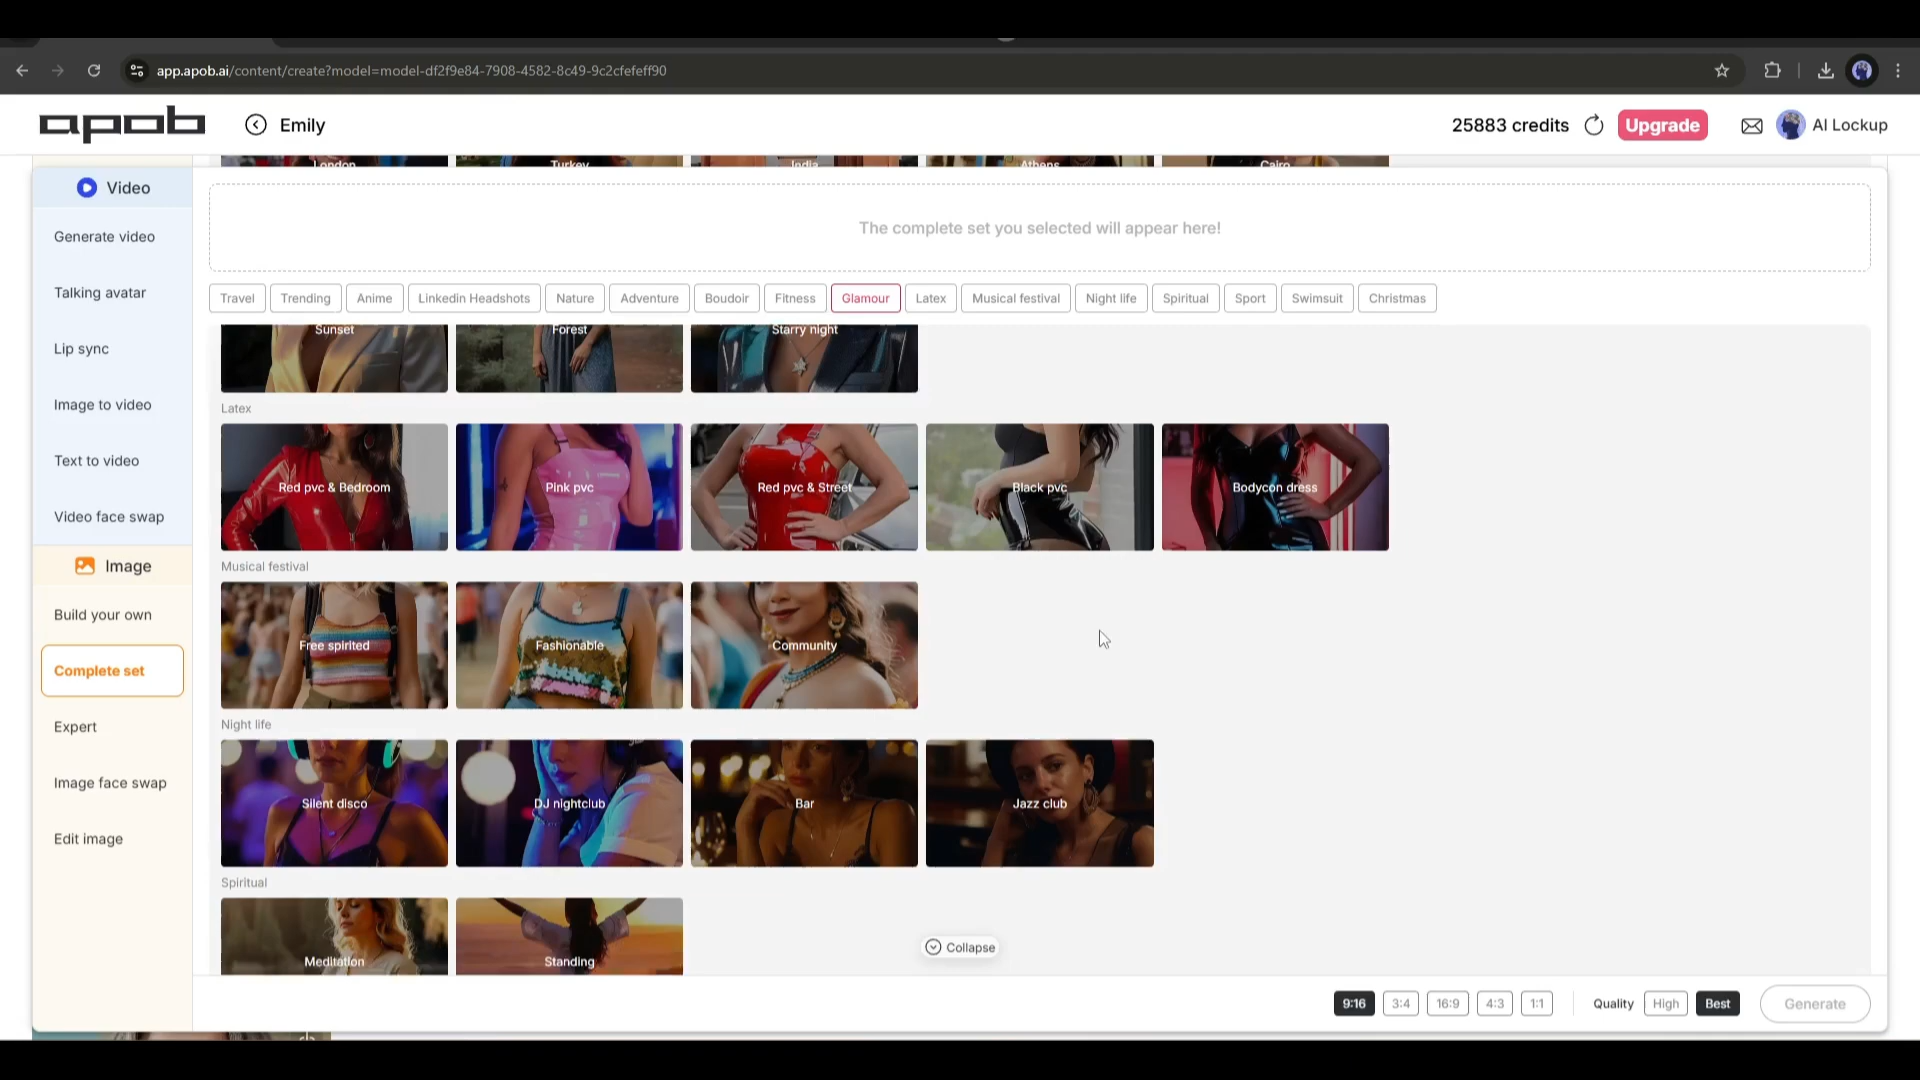 app.apob.ai/content/create?model=model-df2f9e84-7908-4582-8c49-9c2cfefeff90
apob
Emily
25883 credits
Upgrade
AI Lockup
London
Turkey
India
Athens
Cairo
Video
Generate video
Talking avatar
Lip sync
Image to video
Text to video
Video face swap
Image
Build your own
Complete set
Expert
Image face swap
Edit image
The complete set you selected will appear here!
Travel
Trending
Anime
Linkedin Headshots
Nature
Adventure
Boudoir
Fitness
Glamour
Latex
Musical festival
Night life
Spiritual
Sport
Swimsuit
Christmas
Sunset
Forest
Starry night
Latex
Red pvc & Bedroom
Pink pvc
Red pvc & Street
Black pvc
Bodycon dress
Musical festival
Free spirited
Fashionable
Community
Night life
Silent disco
DJ nightclub
Bar
Jazz club
Spiritual
Meditation
Standing
Collapse
9:16
3:4
16:9
4:3
1:1
Quality
High
Best
Generate